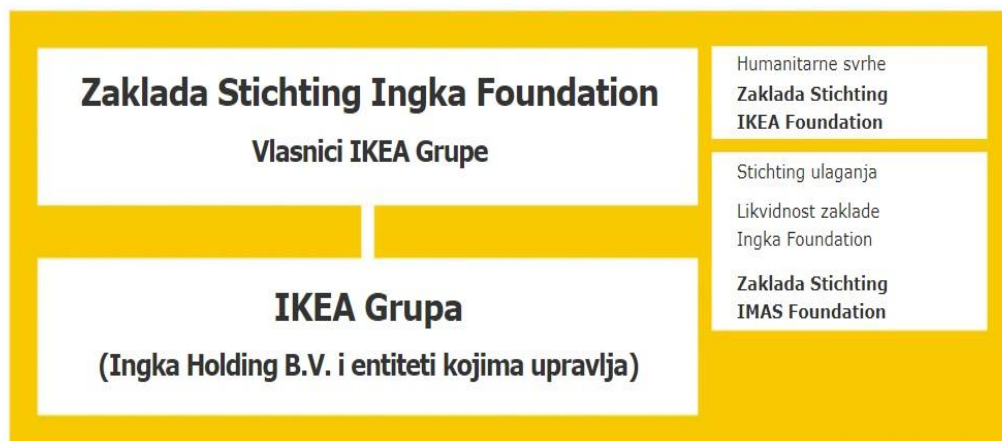 Zaklada Stichting Ingka Foundation
Vlasnici IKEA Grupe
IKEA Grupa
(Ingka Holding B.V. i entiteti kojima upravlja)
Humanitarne svrhe
Zaklada Stichting
IKEA Foundation
Stichting ulaganja
Likvidnost zaklade
Ingka Foundation
Zaklada Stichting
IMAS Foundation